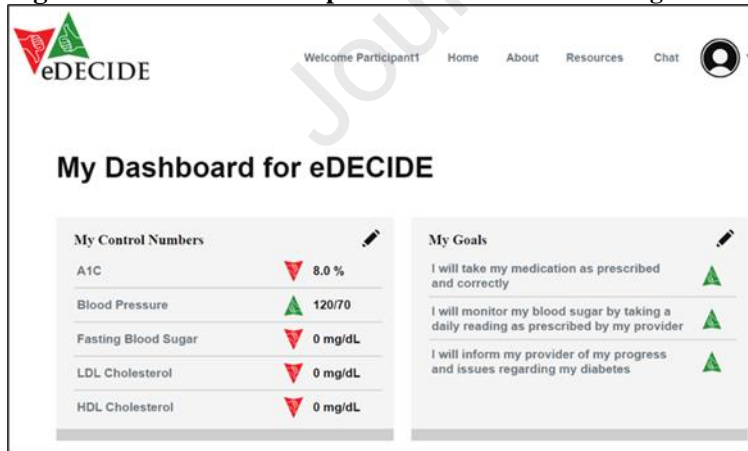 eDECIDE
Welcome Participant1 Home About Resources Chat
My Dashboard for eDECIDE
My Control Numbers
A1C 8.0 %
Blood Pressure 120/70
Fasting Blood Sugar 0 mg/dL
LDL Cholesterol 0 mg/dL
HDL Cholesterol 0 mg/dL
My Goals
I will take my medication as prescribed
and correctly
I will monitor my blood sugar by taking a
daily reading as prescribed by my provider
I will inform my provider of my progress
and issues regarding my diabetes